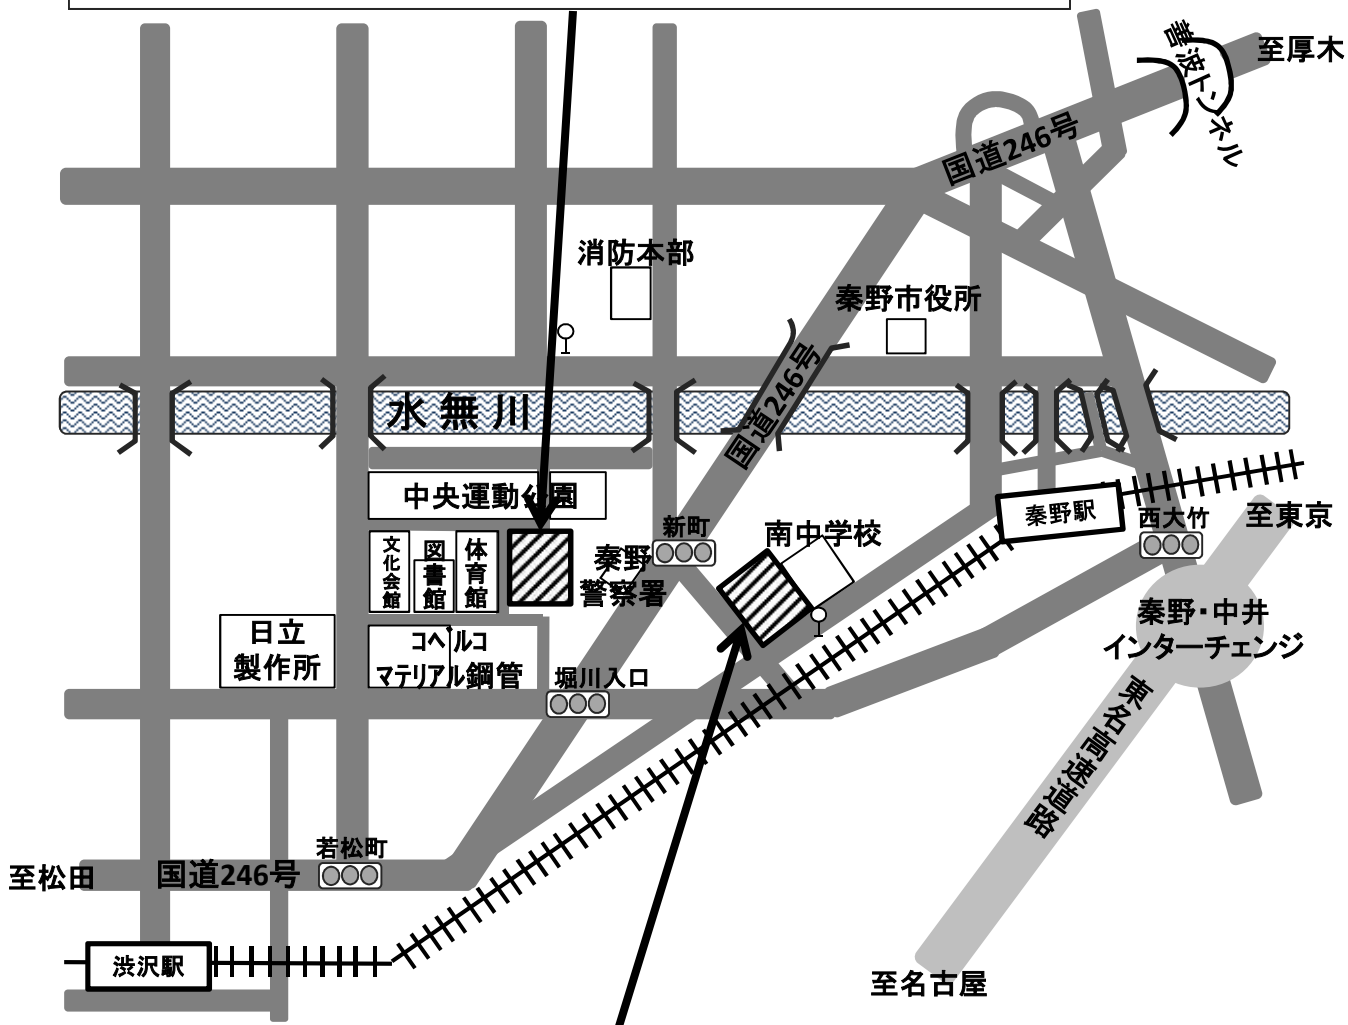 至厚木
善波トンネル
国道246号
消防本部
秦野市役所
国道246号
水無川
中央運動公園
新町
南中学校
秦野駅
西大竹
至東京
文化会館
図書館
体育館
秦野
警察署
秦野・中井
インターチェンジ
日立
製作所
コベルコ
マテリアル鋼管
堀川入口
東名高速道路
若松町
至松田
国道246号
渋沢駅
至名古屋